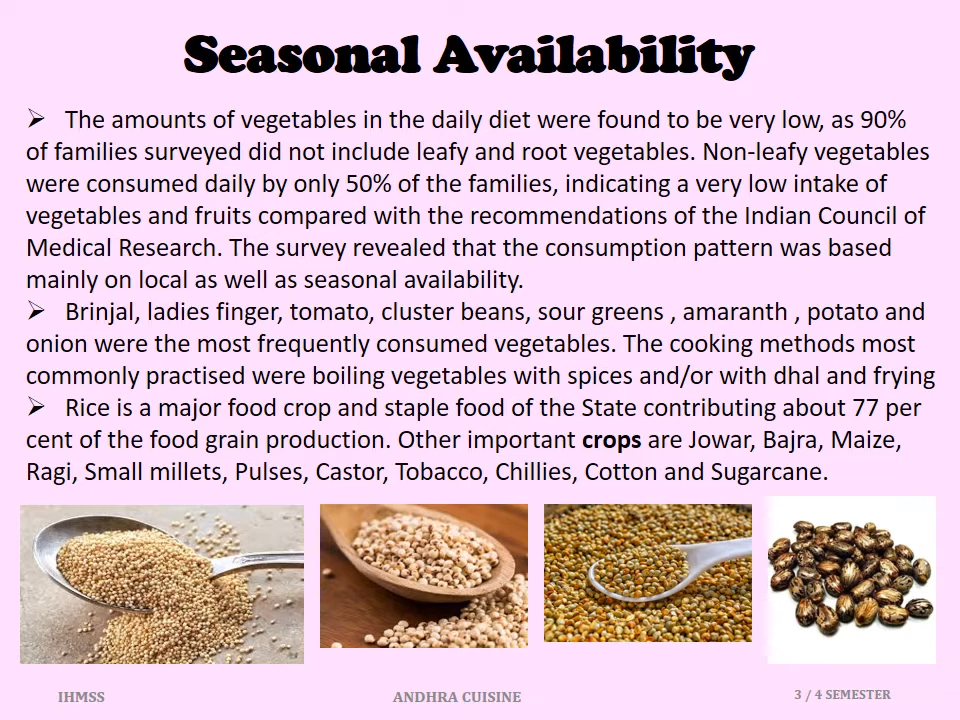 Seasonal Availability
➢ The amounts of vegetables in the daily diet were found to be very low, as 90%
of families surveyed did not include leafy and root vegetables. Non-leafy vegetables
were consumed daily by only 50% of the families, indicating a very low intake of
vegetables and fruits compared with the recommendations of the Indian Council of
Medical Research. The survey revealed that the consumption pattern was based
mainly on local as well as seasonal availability.
➢ Brinjal, ladies finger, tomato, cluster beans, sour greens , amaranth , potato and
onion were the most frequently consumed vegetables. The cooking methods most
commonly practised were boiling vegetables with spices and/or with dhal and frying
➢ Rice is a major food crop and staple food of the State contributing about 77 per
cent of the food grain production. Other important crops are Jowar, Bajra, Maize,
Ragi, Small millets, Pulses, Castor, Tobacco, Chillies, Cotton and Sugarcane.
IHMSS
ANDHRA CUISINE
3 / 4 SEMESTER